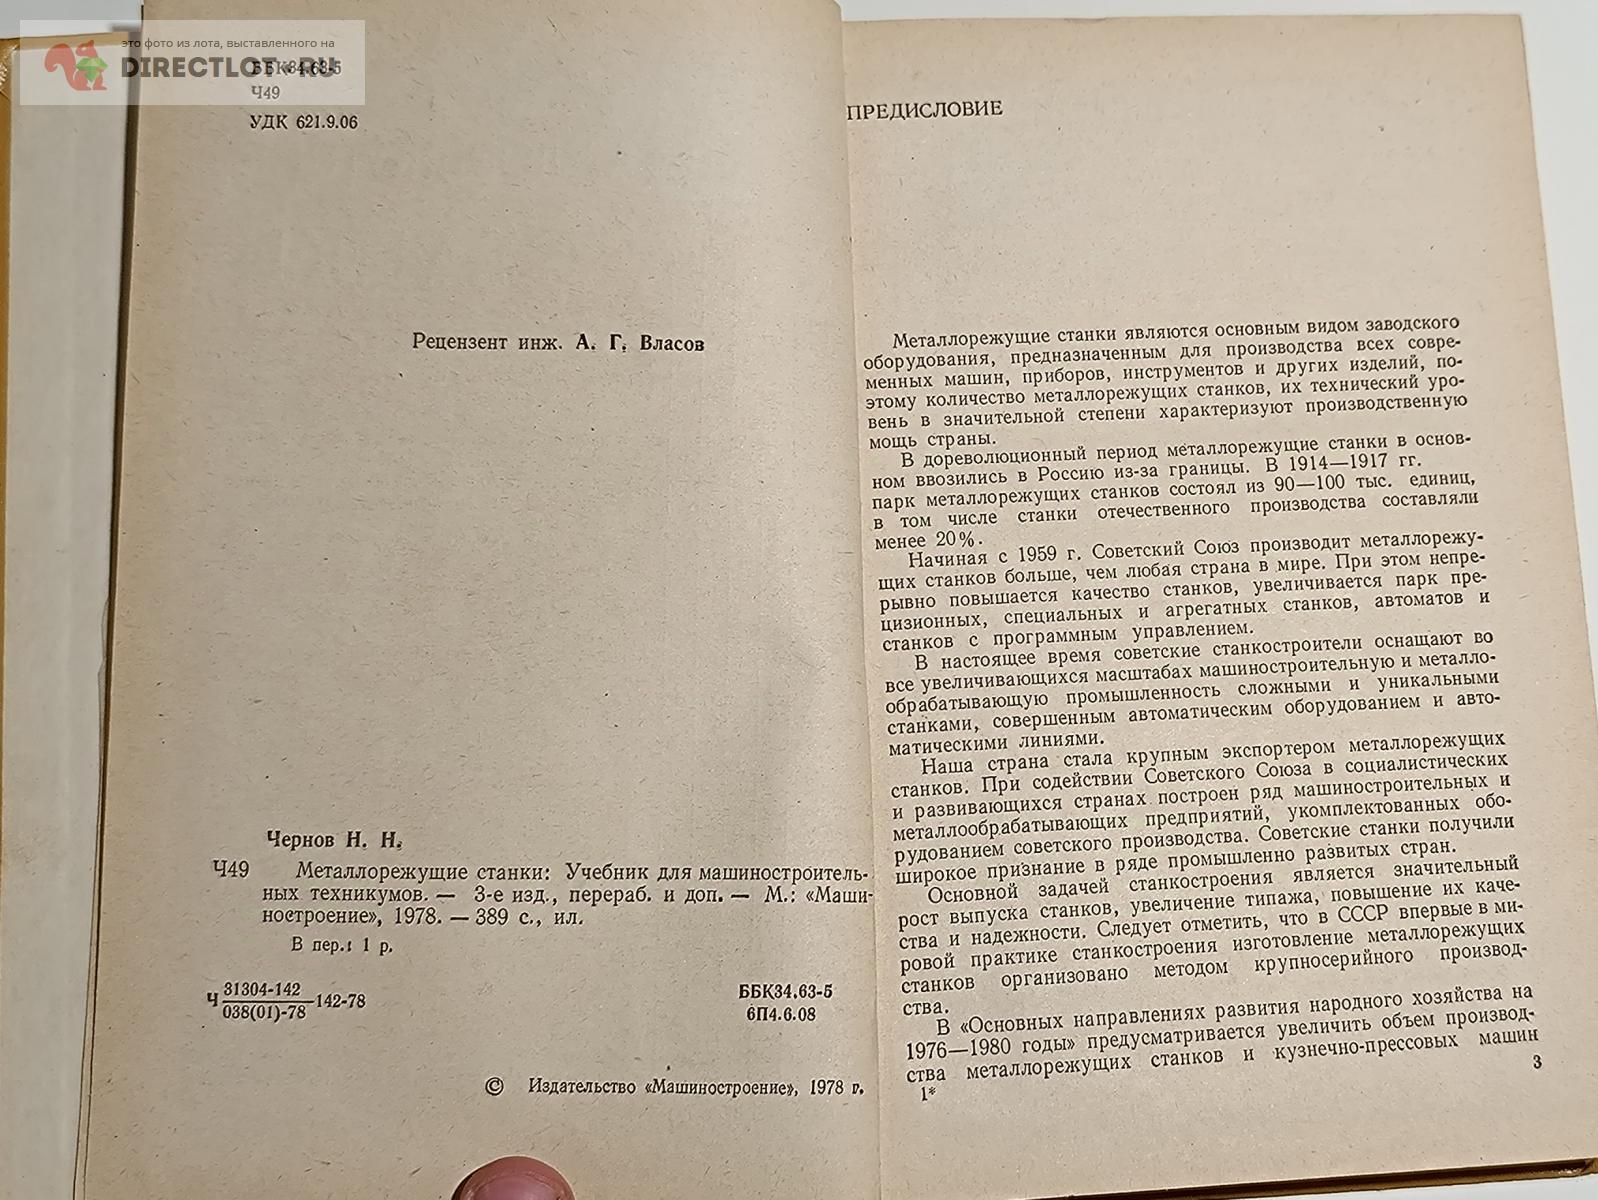 это фото из лота, выставленного на
DIRECTLOT.RU
ББК34.63-5
Ч49
УДК 621.9.06
Рецензент инж. А. Г. Власов
Чернов Н. Н.
Ч49 Металлорежущие станки: Учебник для машинострои­тель-
ных техникумов. — 3-е изд., перераб. и доп. — М.: «Маши-
ностроение», 1978. — 389 с., ил.
В пер.: 1 р.
Ч 31304-142
038(01)-78 142-78
ББК34.63-5
6П4.6.08
© Издательство «Машиностроение», 1978 г.
ПРЕДИСЛОВИЕ
Металлорежущие станки являются основным видом заводского
оборудования, предназначенным для производства всех совре-
менных машин, приборов, инструментов и других изделий, по-
этому количество металлорежущих станков, их технический уро-
вень в значительной степени характеризуют производственную
мощь страны.
В дореволюционный период металлорежущие станки в основ-
ном ввозились в Россию из-за границы. В 1914—1917 гг.
парк металлорежущих станков состоял из 90—100 тыс. единиц,
в том числе станки отечественного производства составляли
менее 20%.
Начиная с 1959 г. Советский Союз производит металлорежу-
щих станков больше, чем любая страна в мире. При этом непре-
рывно повышается качество станков, увеличивается парк пре-
цизионных, специальных и агрегатных станков, автоматов и
станков с программным управлением.
В настоящее время советские станкостроители оснащают во
все увеличивающихся масштабах машиностроительную и металло-
обрабатывающую промышленность сложными и уникальными
станками, совершенным автоматическим оборудованием и авто-
матическими линиями.
Наша страна стала крупным экспортером металлорежущих
станков. При содействии Советского Союза в социалистических
и развивающихся странах построен ряд машиностроительных и
металлообрабатывающих предприятий, укомплектованных обо-
рудованием советского производства. Советские станки получили
широкое признание в ряде промышленно развитых стран.
Основной задачей станкостроения является значительный
рост выпуска станков, увеличение типажа, повышение их каче-
ства и надежности. Следует отметить, что в СССР впервые в ми-
ровой практике станкостроения изготовление металлорежущих
станков организовано методом крупносерийного производ-
ства.
В «Основных направлениях развития народного хозяйства на
1976—1980 годы» предусматривается увеличить объем производ-
ства металлорежущих станков и кузнечно-прессовых машин
1*
3